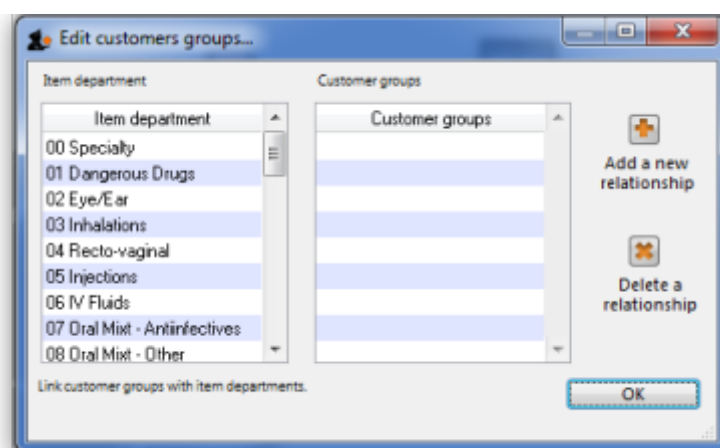 Edit customers groups...
Item department
Customer groups
Item department
Customer groups
00 Specialty
01 Dangerous Drugs
02 Eye/Ear
03 Inhalations
04 Recto-vaginal
05 Injections
06 IV Fluids
07 Oral Mixt - Antiinfectives
08 Oral Mixt - Other
Add a new
relationship
Delete a
relationship
Link customer groups with item departments.
OK